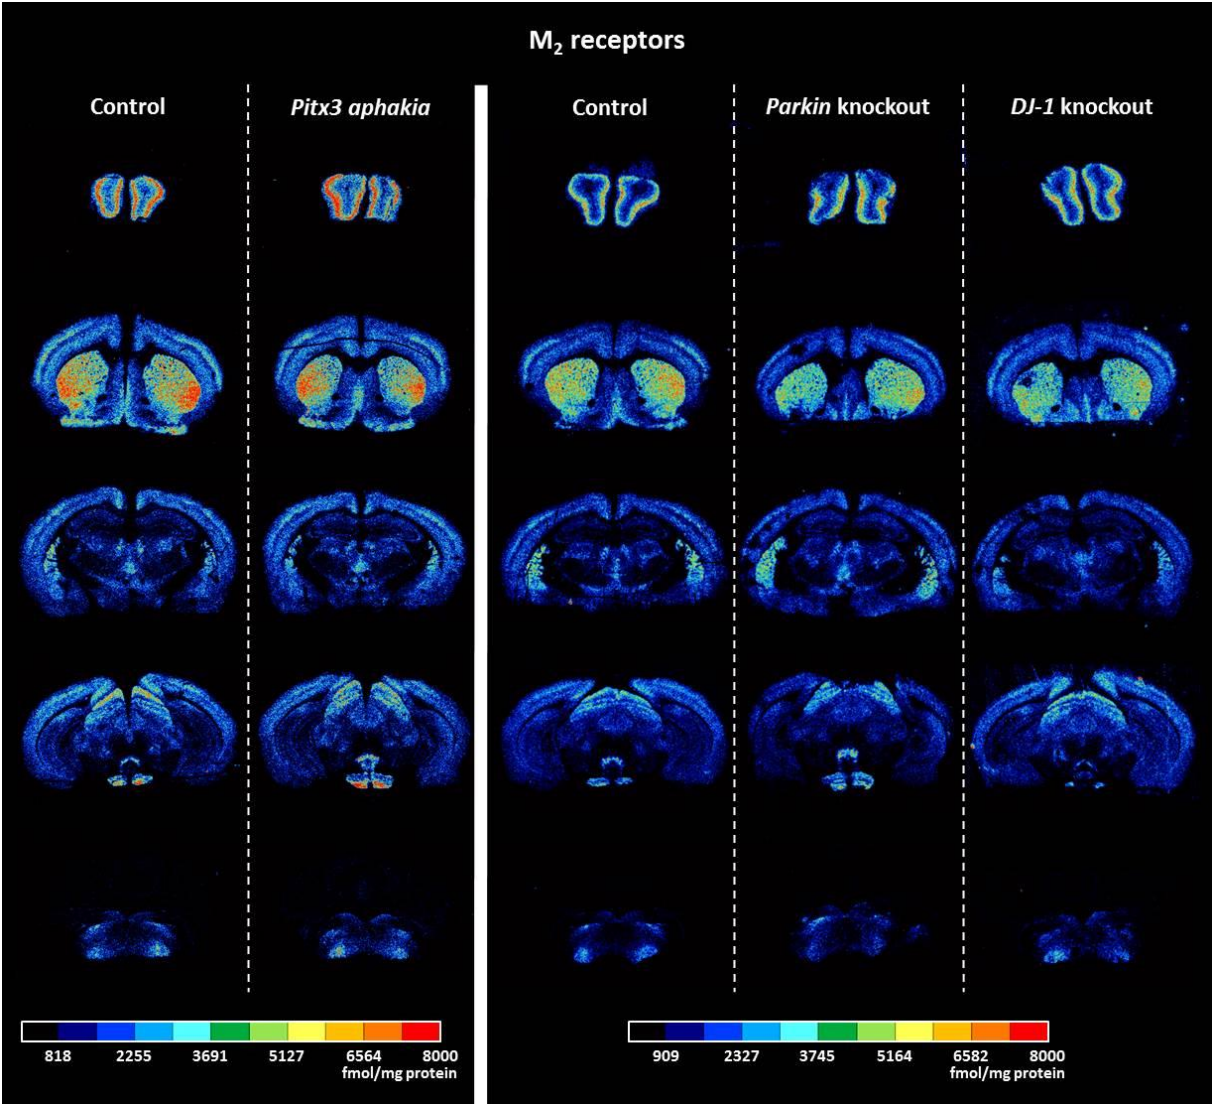 M₂ receptors
Control
Pitx3 aphakia
Control
Parkin knockout
DJ-1 knockout
818 2255 3691 5127 6564 8000
fmol/mg protein
909 2327 3745 5164 6582 8000
fmol/mg protein